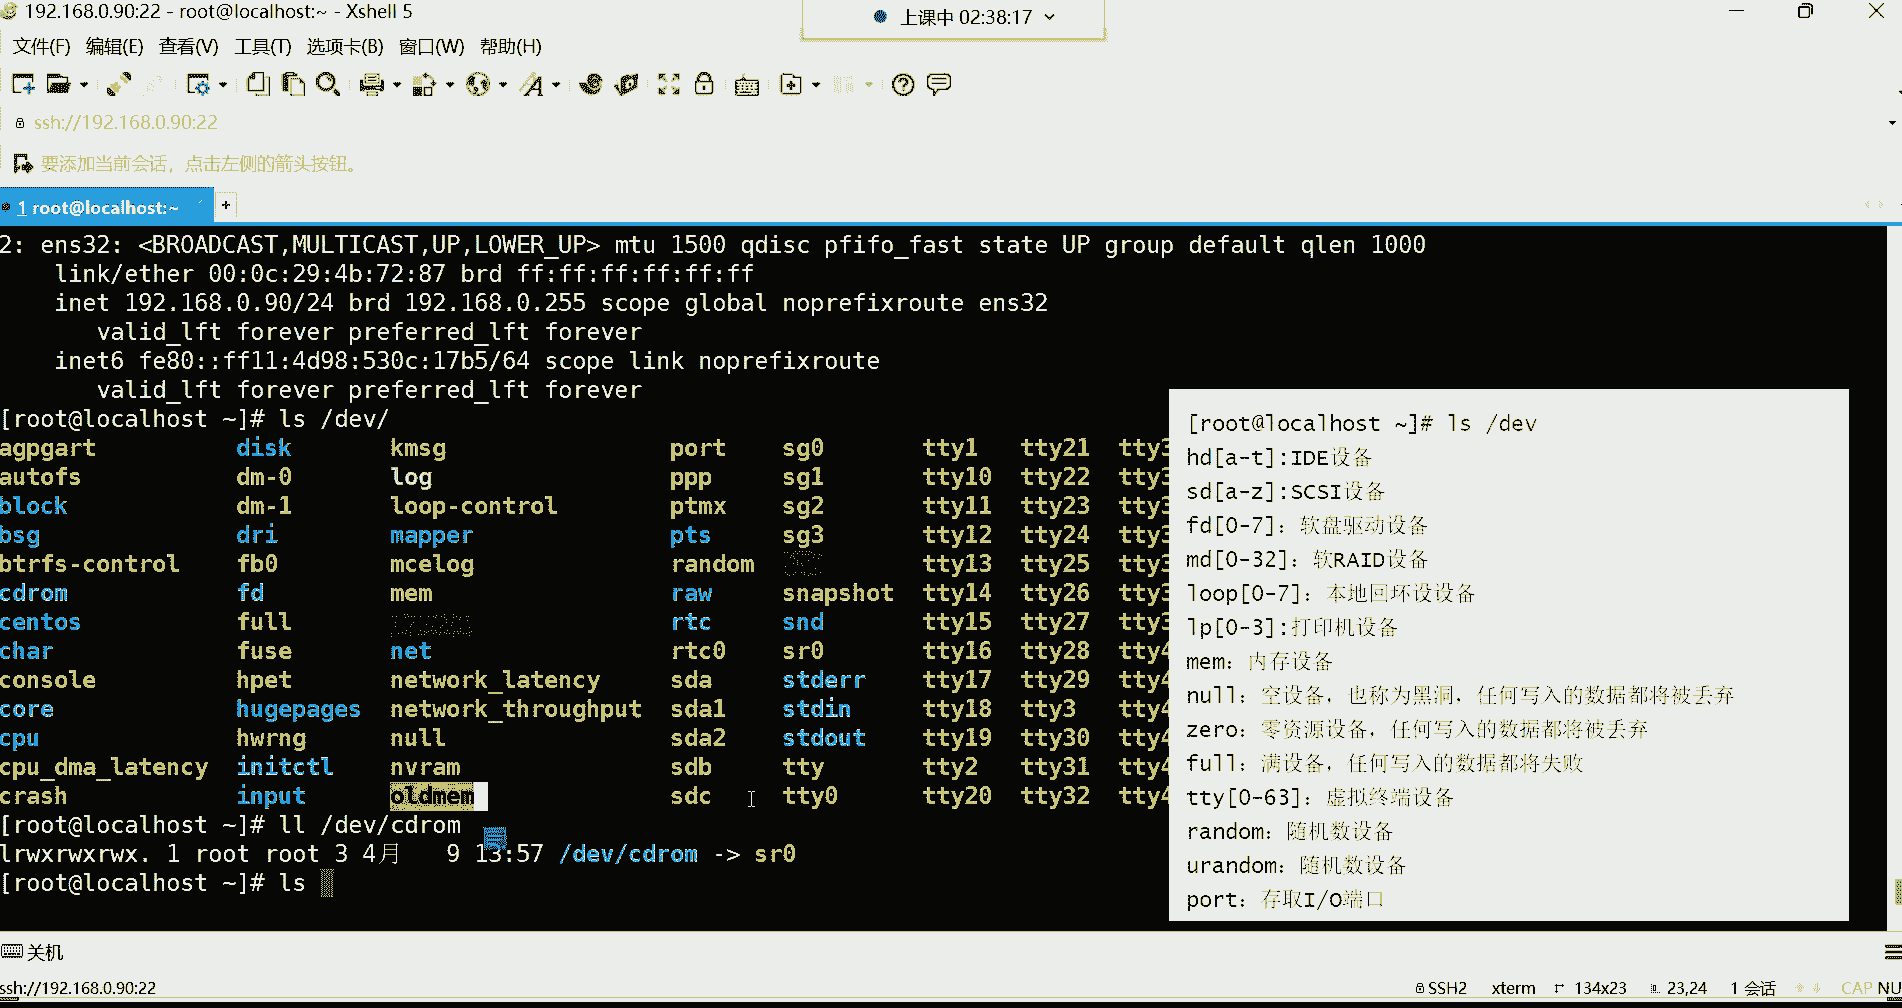 192.168.0.90:22 - root@localhost:~ - Xshell 5
上课中 02:38:17
文件(F) 编辑(E) 查看(V) 工具(T) 选项卡(B) 窗口(W) 帮助(H)
ssh://192.168.0.90:22
要添加当前会话，点击左侧的箭头按钮。
1 root@localhost:~
2: ens32: <BROADCAST,MULTICAST,UP,LOWER_UP> mtu 1500 qdisc pfifo_fast state UP group default qlen 1000
link/ether 00:0c:29:4b:72:87 brd ff:ff:ff:ff:ff:ff
inet 192.168.0.90/24 brd 192.168.0.255 scope global noprefixroute ens32
valid_lft forever preferred_lft forever
inet6 fe80::ff11:4d98:530c:17b5/64 scope link noprefixroute
valid_lft forever preferred_lft forever
[root@localhost ~]# ls /dev/
agpgart disk kmsg port sg0 tty1 tty21 tty3
autofs dm-0 log ppp sg1 tty10 tty22 tty3
block dm-1 loop-control ptmx sg2 tty11 tty23 tty3
bsg dri mapper pts sg3 tty12 tty24 tty3
btrfs-control fb0 mcelog random tty13 tty25 tty3
cdrom fd mem raw snapshot tty14 tty26 tty3
centos full rtc snd tty15 tty27 tty3
char fuse net rtc0 sr0 tty16 tty28 tty4
console hpet network_latency sda stderr tty17 tty29 tty4
core hugepages network_throughput sda1 stdin tty18 tty3 tty4
cpu hwrng null sda2 stdout tty19 tty30 tty4
cpu_dma_latency initctl nvram sdb tty tty2 tty31 tty4
crash input oldmem sdc tty0 tty20 tty32 tty4
[root@localhost ~]# ll /dev/cdrom
lrwxrwxrwx. 1 root root 3 4月 9 13:57 /dev/cdrom -> sr0
[root@localhost ~]# ls
[root@localhost ~]# ls /dev
hd[a-t]:IDE设备
sd[a-z]:SCSI设备
fd[0-7]：软盘驱动设备
md[0-32]：软RAID设备
loop[0-7]：本地回环设设备
lp[0-3]:打印机设备
mem：内存设备
null：空设备，也称为黑洞，任何写入的数据都将被丢弃
zero：零资源设备，任何写入的数据都将被丢弃
full：满设备，任何写入的数据都将失败
tty[0-63]：虚拟终端设备
random：随机数设备
urandom：随机数设备
port：存取I/O端口
关机
ssh://192.168.0.90:22 SSH2 xterm 134x23 23,24 1 会话 CAP NU